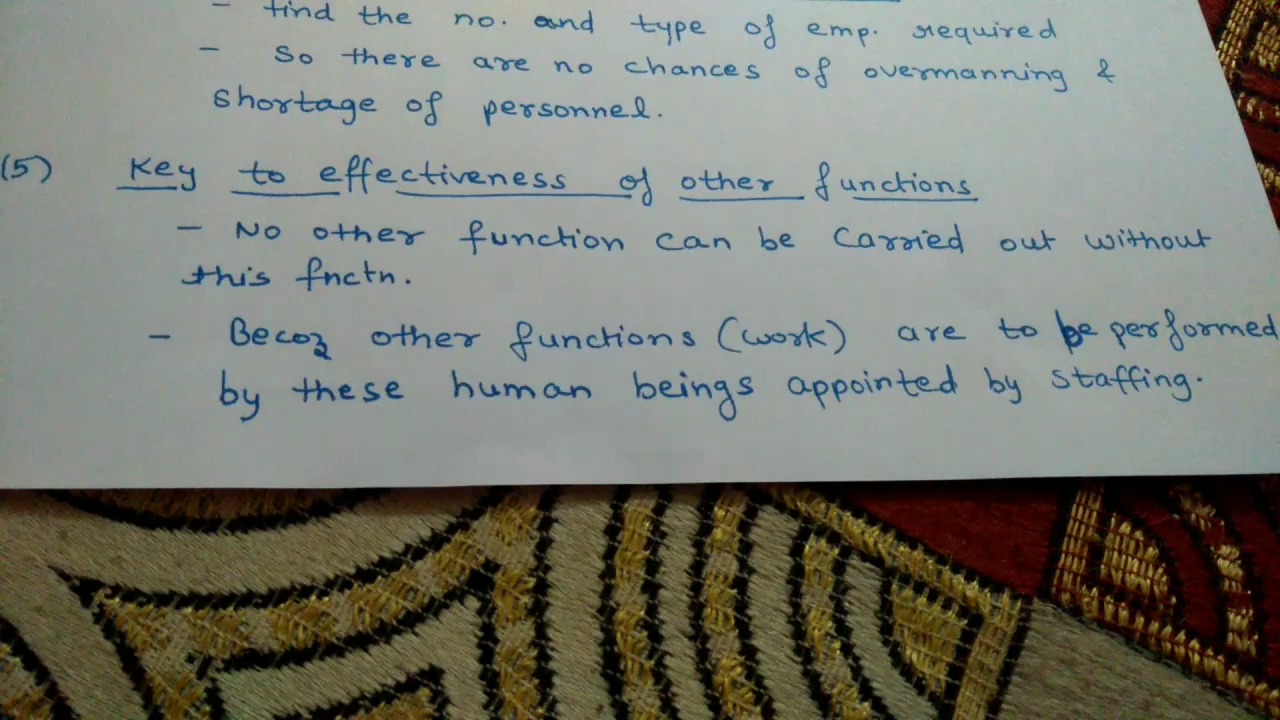 - find the no. and type of emp. required
- So there are no chances of overmanning &
shortage of personnel.
(5) Key to effectiveness of other functions
- No other function can be carried out without
this fnctn.
- Becoz other functions (work) are to be performed
by these human beings appointed by staffing.